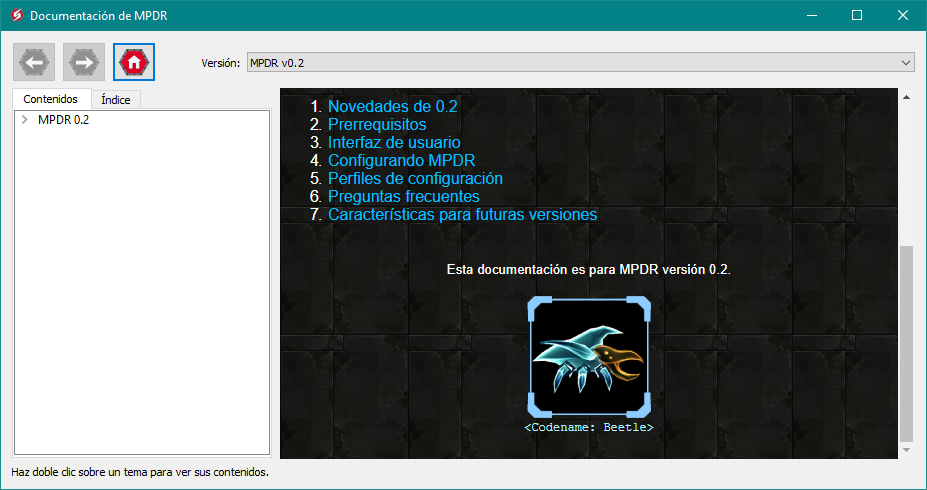 Documentación de MPDR
Versión: MPDR v0.2
Contenidos Índice
MPDR 0.2
1. Novedades de 0.2
2. Prerrequisitos
3. Interfaz de usuario
4. Configurando MPDR
5. Perfiles de configuración
6. Preguntas frecuentes
7. Características para futuras versiones
Esta documentación es para MPDR versión 0.2.
<Codename: Beetle>
Haz doble clic sobre un tema para ver sus contenidos.